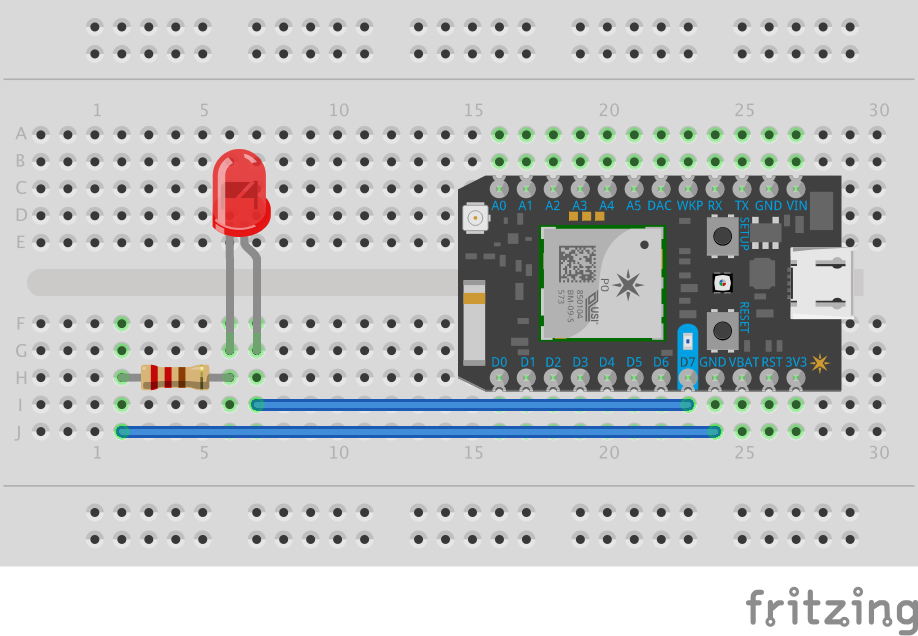 1 5 10 15 20 25 30
A
B
C
D
E
F
G
H
I
J
A0 A1 A2 A3 A4 A5 DAC WKP RX TX GND VIN
SETUP
P0
850104
BM-09-S
573
USI
RESET
D0 D1 D2 D3 D4 D5 D6 D7 GND VBAT RST 3V3
1 5 10 15 20 25 30
fritzing